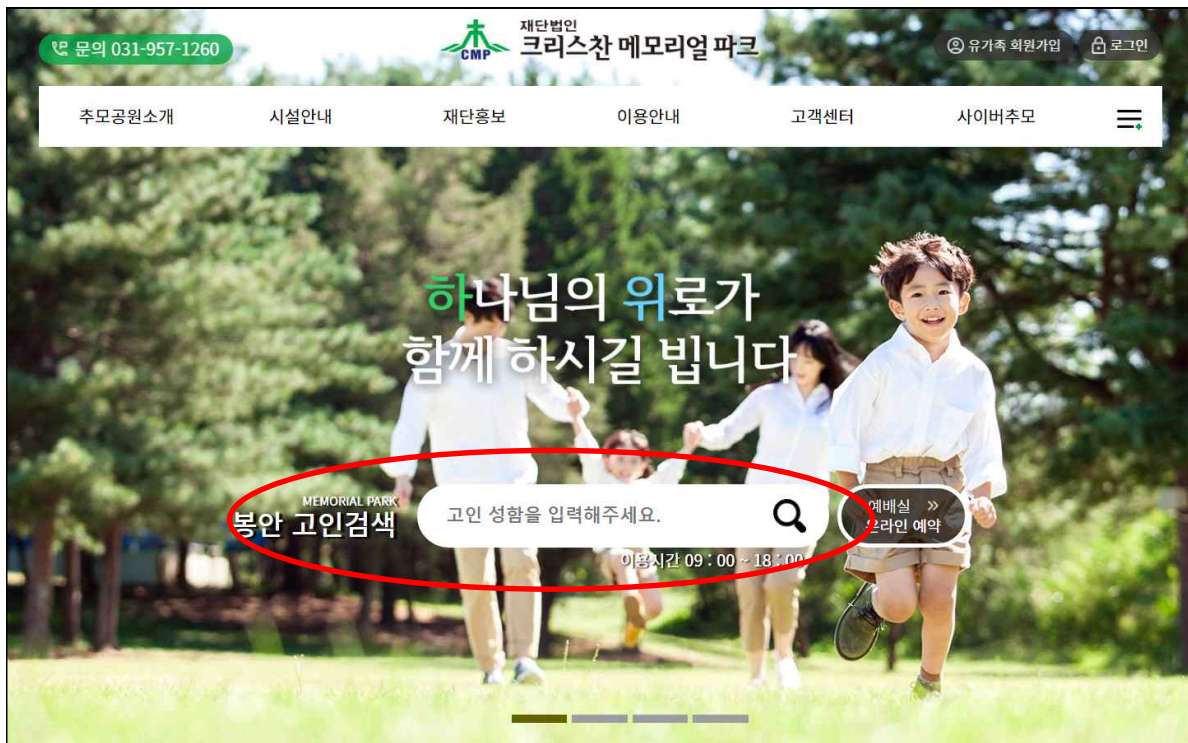 문의 031-957-1260
재단법인
크리스찬 메모리얼 파크
CMP
유가족 회원가입
로그인
추모공원소개
시설안내
재단홍보
이용안내
고객센터
사이버추모
하나님의 위로가
함께 하시길 빕니다
MEMORIAL PARK
봉안 고인검색
고인 성함을 입력해주세요.
예배실 »
온라인 예약
이용시간 09 : 00 ~ 18 : 00